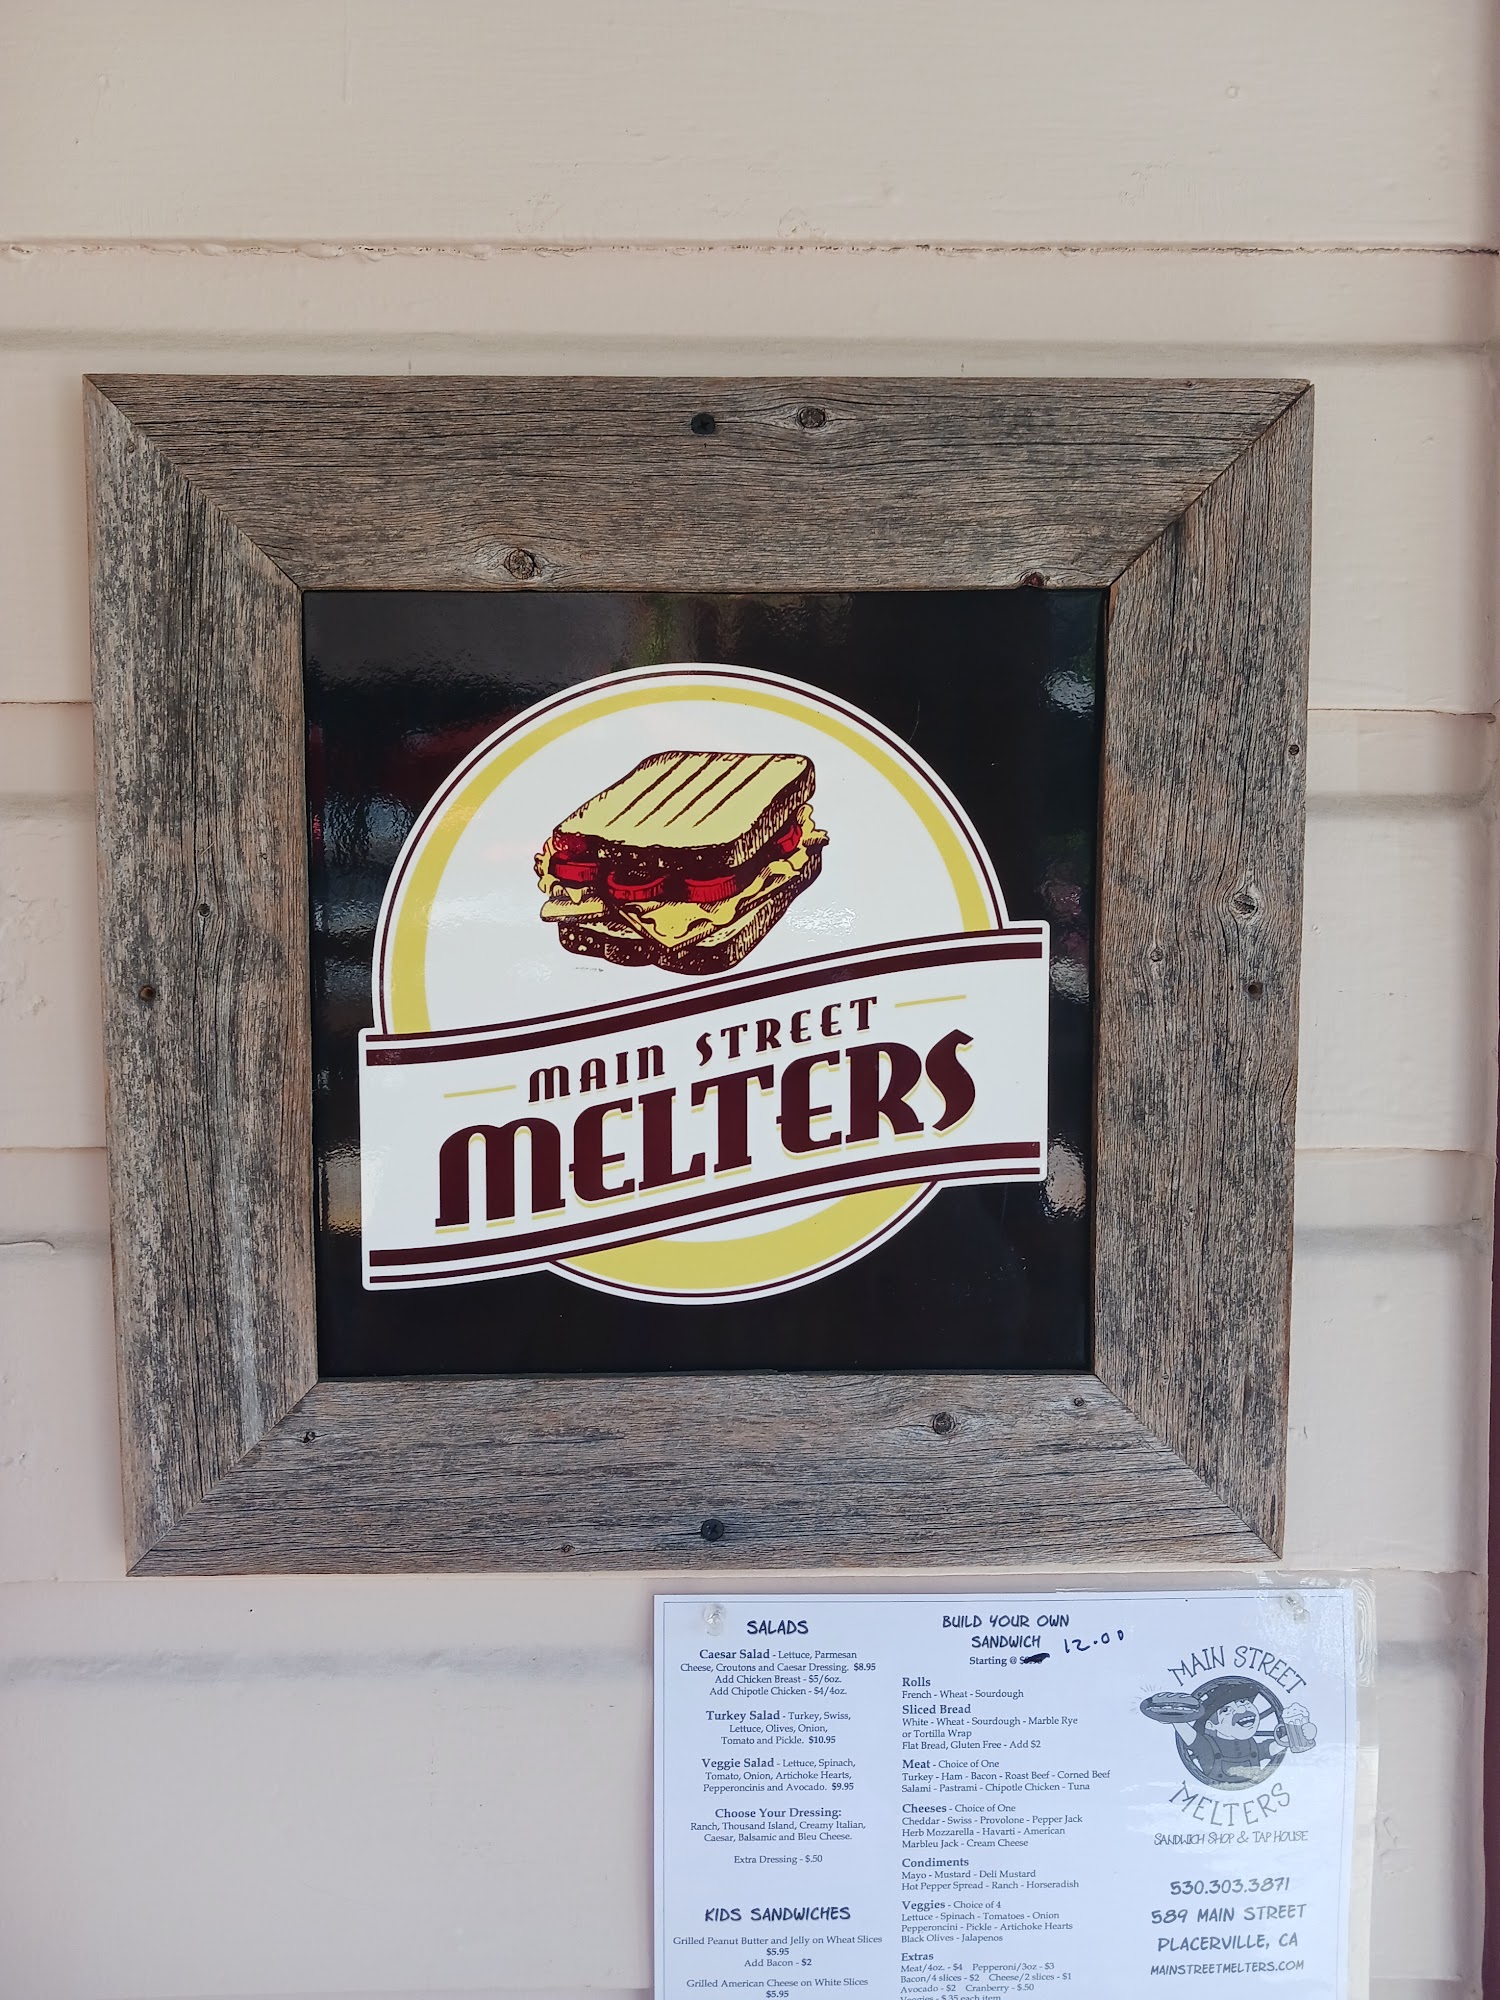 MAIN STREET
MELTERS
SALADS
Caesar Salad - Lettuce, Parmesan
Cheese, Croutons and Caesar Dressing. $8.95
Add Chicken Breast - $5/6oz.
Add Chipotle Chicken - $4/4oz.
Turkey Salad - Turkey, Swiss,
Lettuce, Olives, Onion,
Tomato and Pickle. $10.95
Veggie Salad - Lettuce, Spinach,
Tomato, Onion, Artichoke Hearts,
Pepperoncinis and Avocado. $9.95
Choose Your Dressing:
Ranch, Thousand Island, Creamy Italian,
Caesar, Balsamic and Bleu Cheese.
Extra Dressing - $.50
KIDS SANDWICHES
Grilled Peanut Butter and Jelly on Wheat Slices
$5.95
Add Bacon - $2
Grilled American Cheese on White Slices
$5.95
BUILD YOUR OWN
SANDWICH 12.00
Starting @
Rolls
French - Wheat - Sourdough
Sliced Bread
White - Wheat - Sourdough - Marble Rye
or Tortilla Wrap
Flat Bread, Gluten Free - Add $2
Meat - Choice of One
Turkey - Ham - Bacon - Roast Beef - Corned Beef
Salami - Pastrami - Chipotle Chicken - Tuna
Cheeses - Choice of One
Cheddar - Swiss - Provolone - Pepper Jack
Herb Mozzarella - Havarti - American
Marbleu Jack - Cream Cheese
Condiments
Mayo - Mustard - Deli Mustard
Hot Pepper Spread - Ranch - Horseradish
Veggies - Choice of 4
Lettuce - Spinach - Tomatoes - Onion
Pepperoncini - Pickle - Artichoke Hearts
Black Olives - Jalapenos
Extras
Meat/4oz. - $4 Pepperoni/3oz - $3
Bacon/4 slices - $2 Cheese/2 slices - $1
Avocado - $2 Cranberry - $.50
Veggies - $.35 each item
MAIN STREET
MELTERS
SANDWICH SHOP & TAP HOUSE
530.303.3871
589 MAIN STREET
PLACERVILLE, CA
MAINSTREETMELTERS.COM